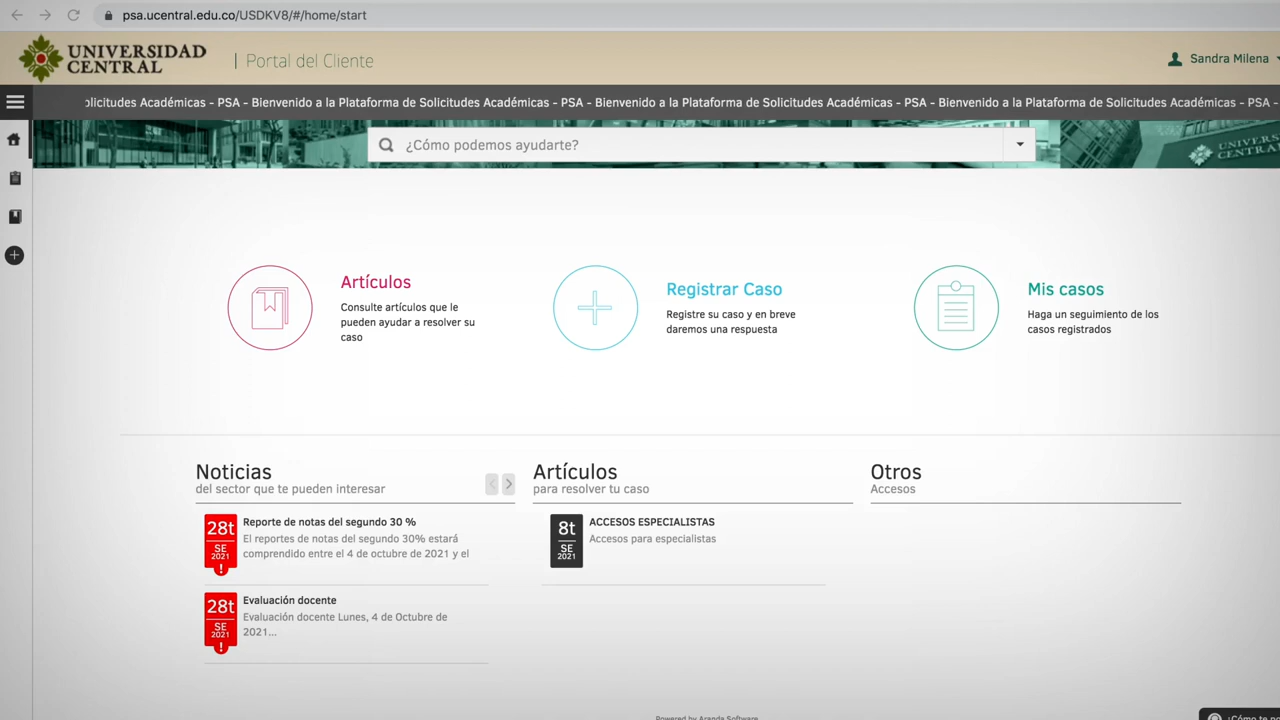 psa.ucentral.edu.co/USDKV8/#/home/start
UNIVERSIDAD
CENTRAL
Portal del Cliente
Sandra Milena
Académicas - PSA - Bienvenido a la Plataforma de Solicitudes Académicas - PSA - Bienvenido a la Plataforma de Solicitudes Académicas - PSA - Bienvenido a la Plataforma de Solicitudes Académicas - PSA -
¿Cómo podemos ayudarte?
Artículos
Consulte artículos que le
pueden ayudar a resolver su
caso
Registrar Caso
Registre su caso y en breve
daremos una respuesta
Mis casos
Haga un seguimiento de los
casos registrados
Noticias
del sector que te pueden interesar
28t
SE
2021
!
Reporte de notas del segundo 30 %
El reportes de notas del segundo 30% estará
comprendido entre el 4 de octubre de 2021 y el
28t
SE
2021
!
Evaluación docente
Evaluación docente Lunes, 4 de Octubre de
2021...
Artículos
para resolver tu caso
8t
SE
2021
ACCESOS ESPECIALISTAS
Accesos para especialistas
Otros
Accesos
Powered by Aranda Software
¿Cómo te